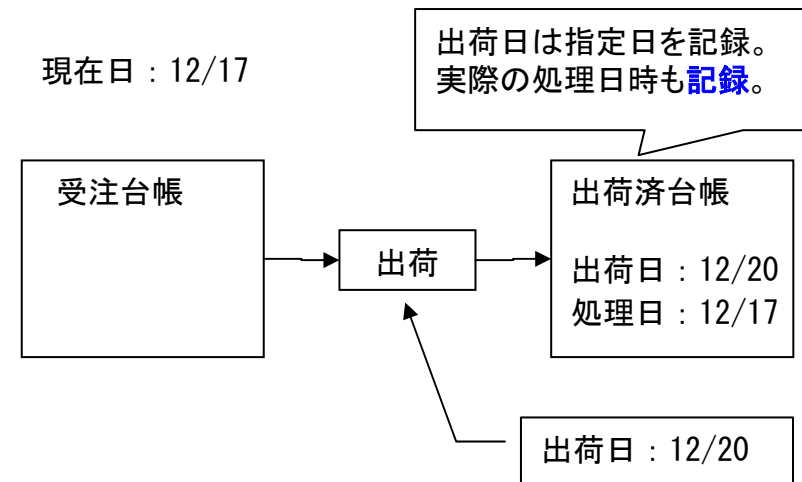 現在日:12/17
出荷日は指定日を記録。
実際の処理日時も記録。
受注台帳
出荷
出荷済台帳
出荷日:12/20
処理日:12/17
出荷日:12/20